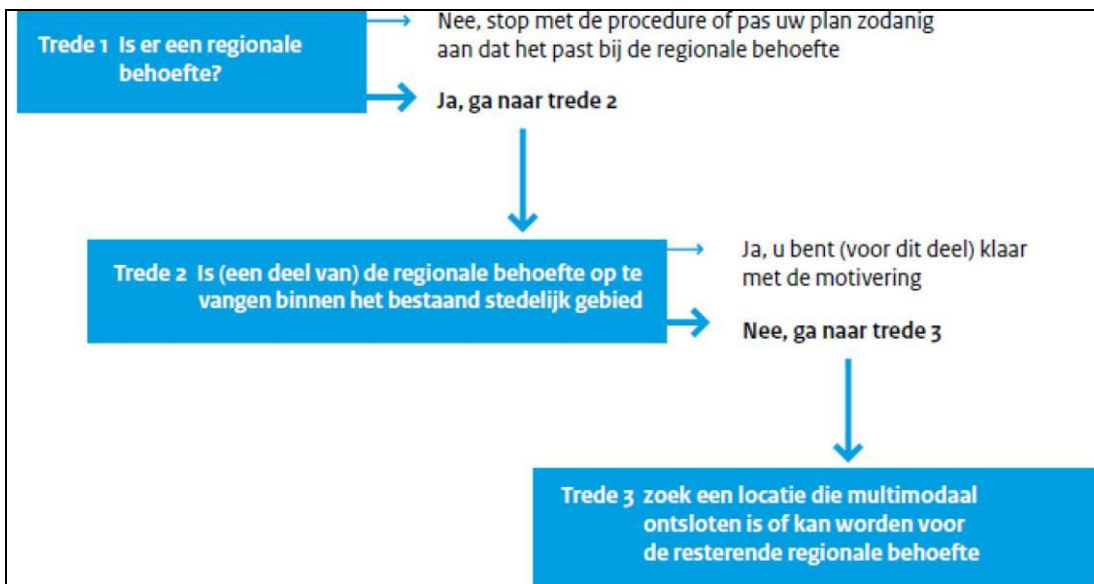 Trede 1 Is er een regionale
behoefte?
Nee, stop met de procedure of pas uw plan zodanig
aan dat het past bij de regionale behoefte
Ja, ga naar trede 2
Trede 2 Is (een deel van) de regionale behoefte op te
vangen binnen het bestaand stedelijk gebied
Ja, u bent (voor dit deel) klaar
met de motivering
Nee, ga naar trede 3
Trede 3 zoek een locatie die multimodaal
ontsloten is of kan worden voor
de resterende regionale behoefte